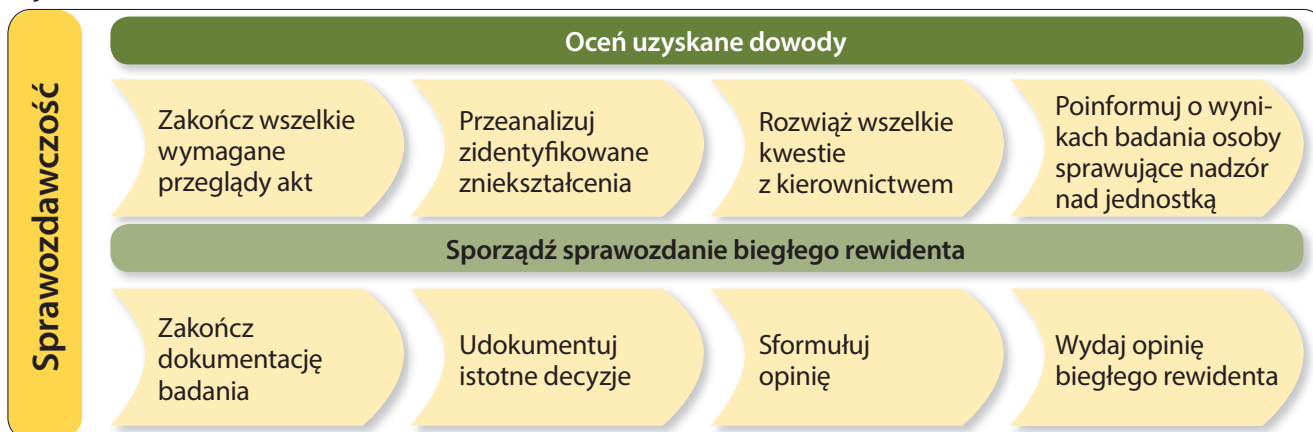 Sprawozdawczość
Oceń uzyskane dowody
Zakończ wszelkie
wymagane
przeglądy akt
Przeanalizuj
zidentyfikowane
zniekształcenia
Rozwiąż wszelkie
kwestie
z kierownictwem
Poinformuj o wyni-
kach badania osoby
sprawujące nadzór
nad jednostką
Sporządź sprawozdanie biegłego rewidenta
Zakończ
dokumentację
badania
Udokumentuj
istotne decyzje
Sformułuj
opinię
Wydaj opinię
biegłego rewidenta